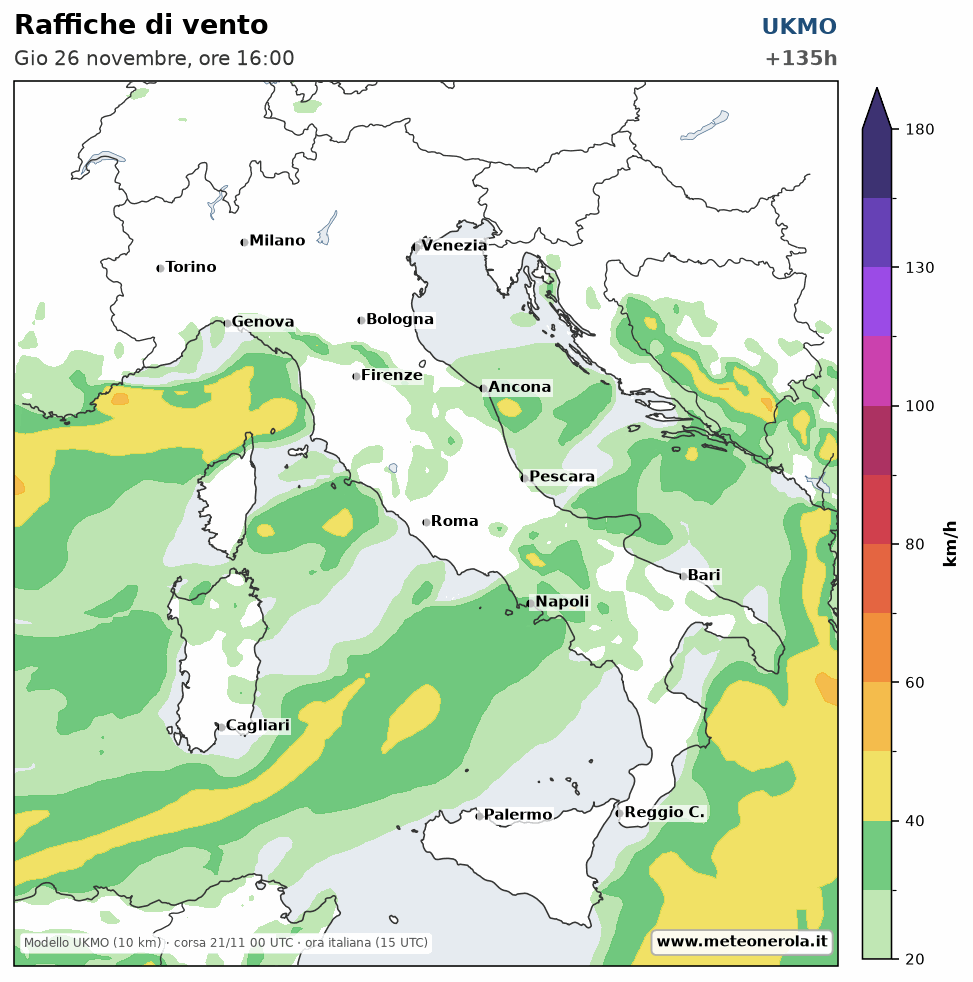 Raffiche di vento
UKMO
Gio 26 novembre, ore 16:00
+135h
Milano
Venezia
Torino
Genova
Bologna
Firenze
Ancona
Pescara
Roma
Bari
Napoli
Cagliari
Palermo
Reggio C.
180
130
100
80
60
40
20
km/h
Modello UKMO (10 km) · corsa 21/11 00 UTC · ora italiana (15 UTC)
www.meteonerola.it